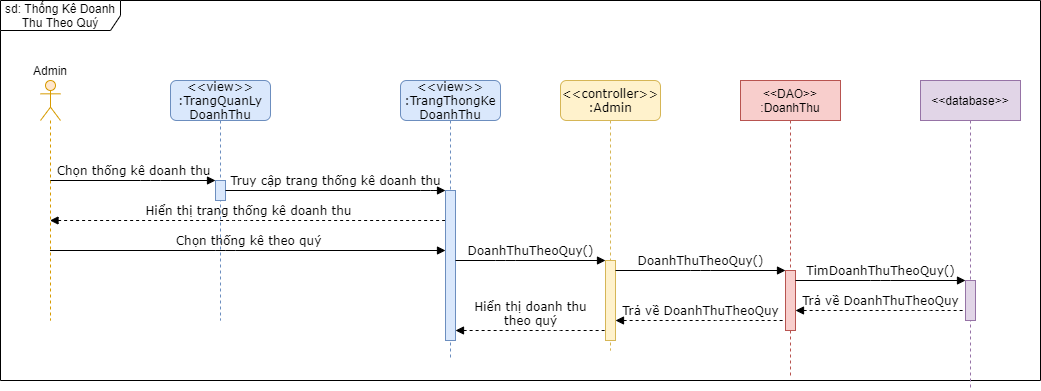 sd: Thống Kê Doanh
Thu Theo Quý
Admin
<<view>>
:TrangQuanLy
DoanhThu
<<view>>
:TrangThongKe
DoanhThu
<<controller>>
:Admin
<<DAO>>
:DoanhThu
<<database>>
Chọn thống kê doanh thu
Truy cập trang thống kê doanh thu
Hiển thị trang thống kê doanh thu
Chọn thống kê theo quý
DoanhThuTheoQuy()
DoanhThuTheoQuy()
TimDoanhThuTheoQuy()
Trả về DoanhThuTheoQuy
Trả về DoanhThuTheoQuy
Hiển thị doanh thu
theo quý